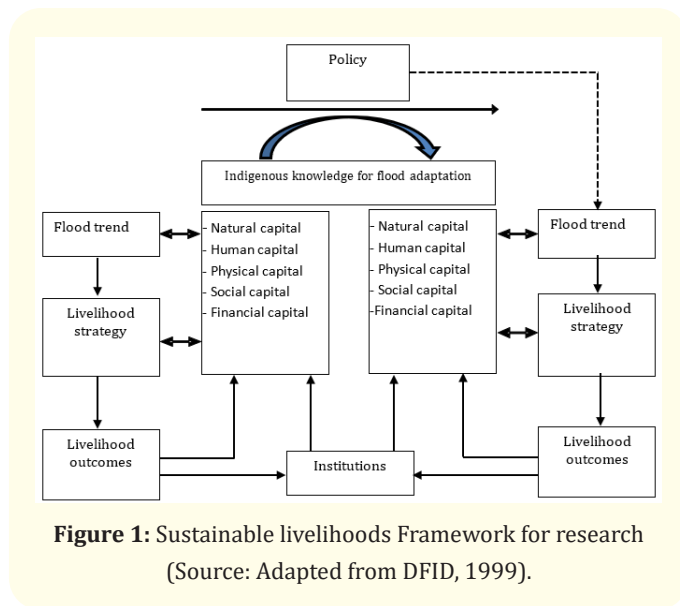 Policy
Indigenous knowledge for flood adaptation
Flood trend
- Natural capital
- Human capital
- Physical capital
- Social capital
- Financial capital
- Natural capital
- Human capital
- Physical capital
- Social capital
-Financial capital
Flood trend
Livelihood
strategy
Livelihood
strategy
Livelihood
outcomes
Institutions
Livelihood
outcomes
Figure 1: Sustainable livelihoods Framework for research
(Source: Adapted from DFID, 1999).